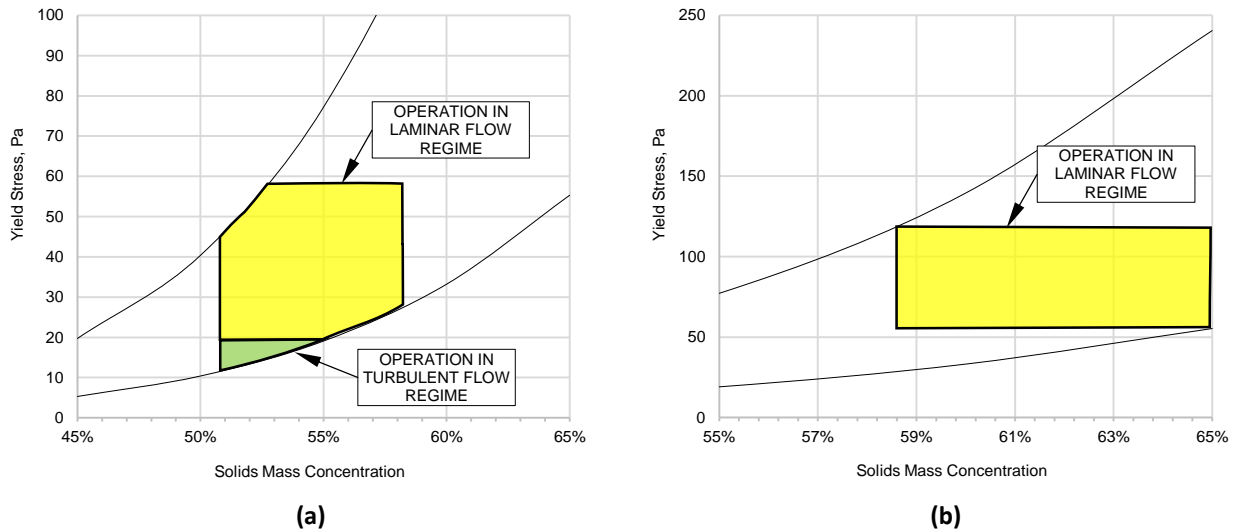 100
90
80
70
60
50
40
30
20
10
0
Yield Stress, Pa
OPERATION IN
LAMINAR FLOW
REGIME
OPERATION IN
TURBULENT FLOW
REGIME
45% 50% 55% 60% 65%
Solids Mass Concentration
(a)
250
200
150
100
50
0
Yield Stress, Pa
OPERATION IN
LAMINAR FLOW
REGIME
55% 57% 59% 61% 63% 65%
Solids Mass Concentration
(b)